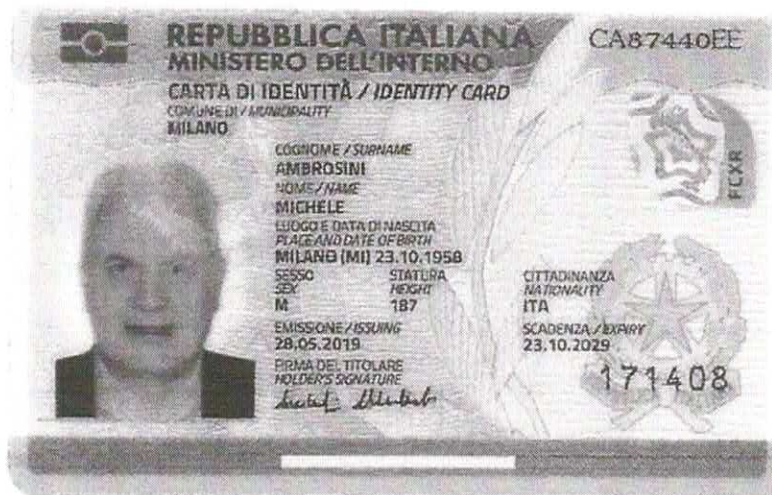 REPUBBLICA ITALIANA
CA87440EE
MINISTERO DELL'INTERNO
CARTA DI IDENTITÀ / IDENTITY CARD
COMUNE DI / MUNICIPALITY
MILANO
COGNOME / SURNAME
AMBROSINI
NOME / NAME
MICHELE
LUOGO E DATA DI NASCITA
PLACE AND DATE OF BIRTH
MILANO (MI) 23.10.1958
SESSO STATURA CITTADINANZA
SEX HEIGHT NATIONALITY
M 187 ITA
EMISSIONE / ISSUING SCADENZA / EXPIRY
28.05.2019 23.10.2029
FIRMA DEL TITOLARE
HOLDER'S SIGNATURE
171408
FCXR